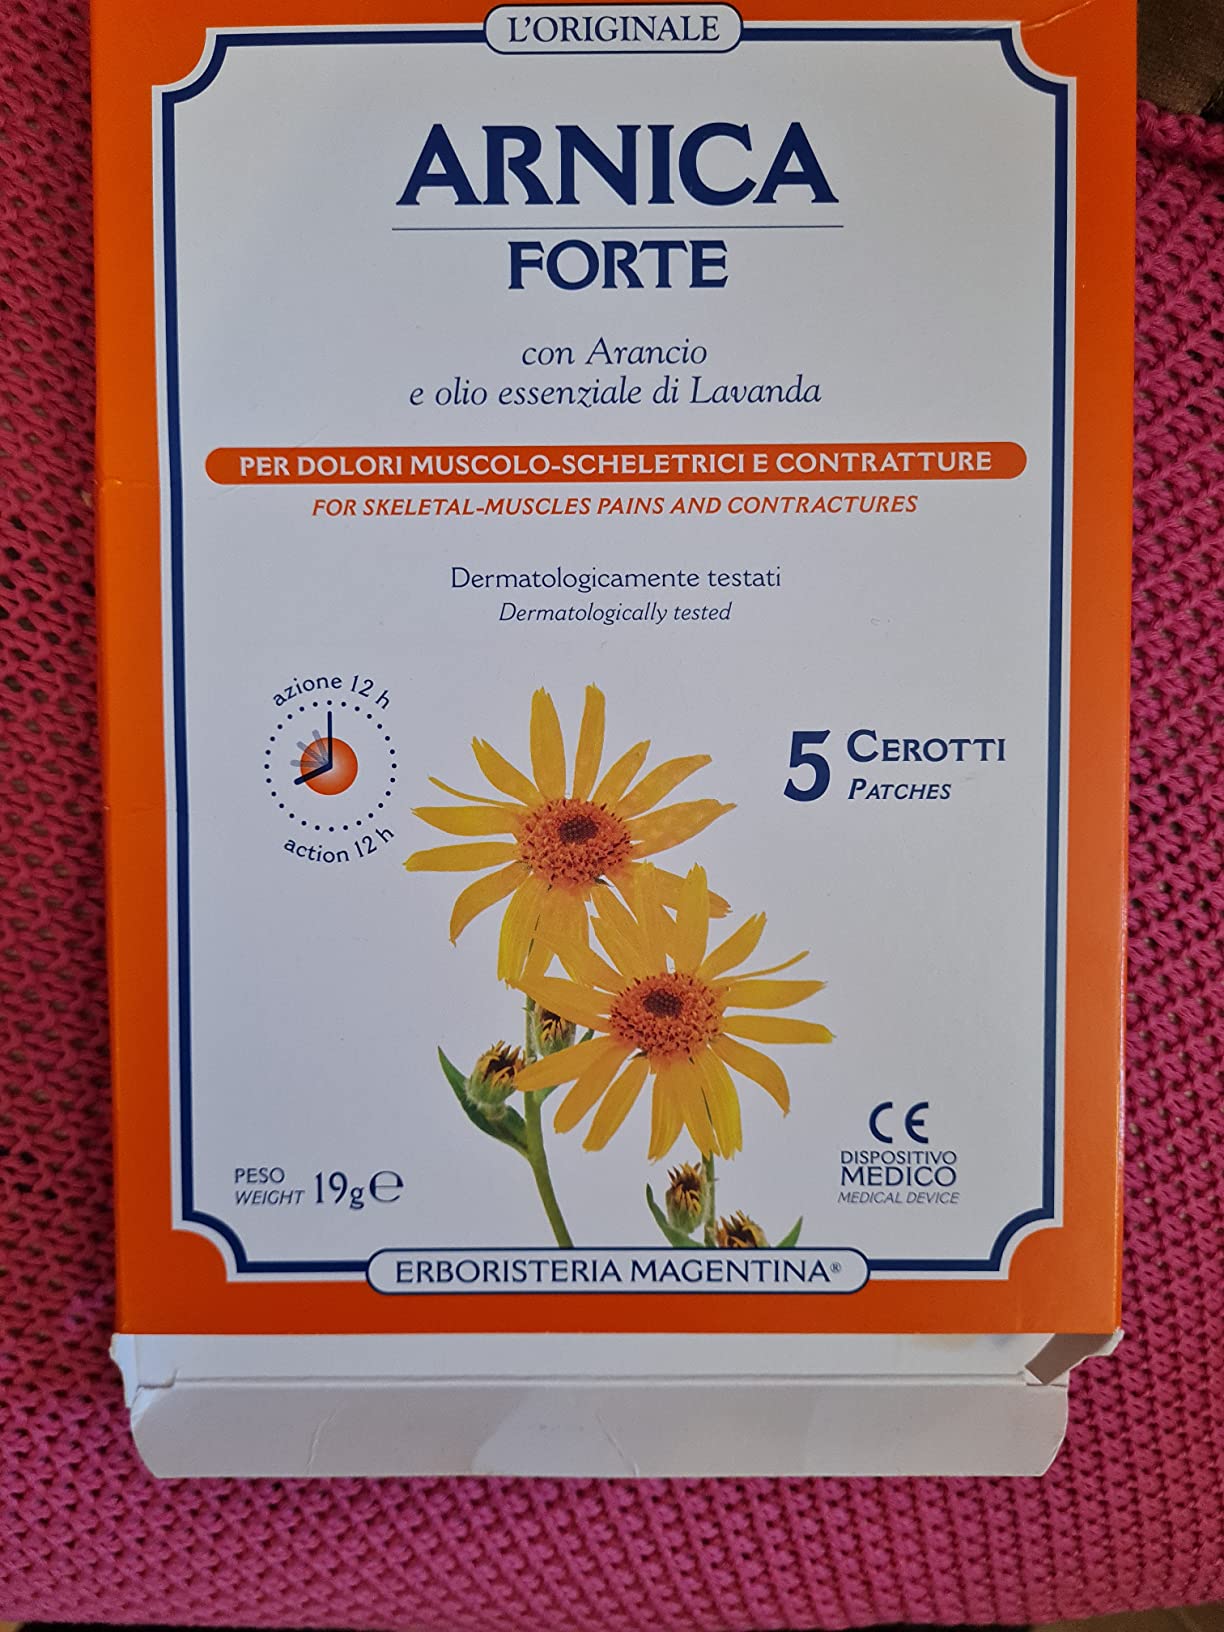 L'ORIGINALE
ARNICA
FORTE
con Arancio
e olio essenziale di Lavanda
PER DOLORI MUSCOLO-SCHELETRICI E CONTRATTURE
FOR SKELETAL-MUSCLES PAINS AND CONTRACTURES
Dermatologicamente testati
Dermatologically tested
azione 12 h
action 12 h
5 CEROTTI
PATCHES
CE
DISPOSITIVO
MEDICO
MEDICAL DEVICE
PESO
WEIGHT 19g℮
ERBORISTERIA MAGENTINA®